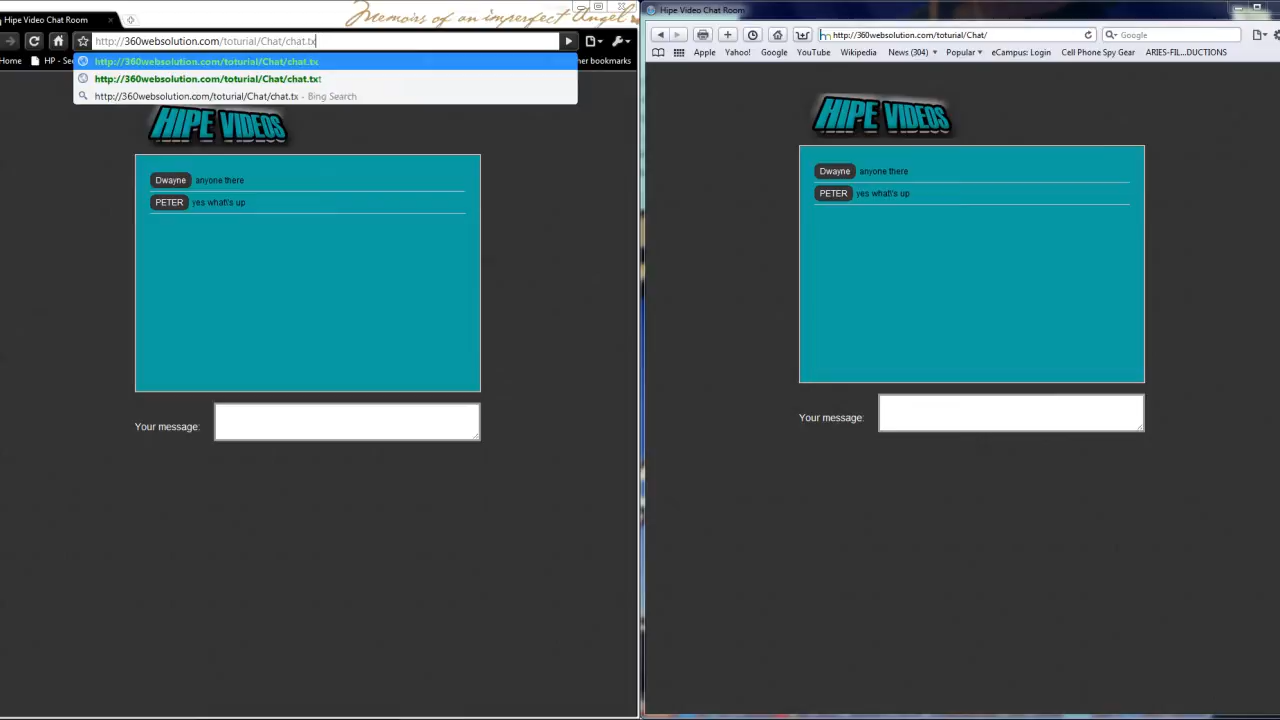 Memoirs of an imperfect Angel
Hipe Video Chat Room
http://360websolution.com/toturial/Chat/chat.tx
Home
HP - Se
her bookmarks
http://360websolution.com/toturial/Chat/chat.tx
http://360websolution.com/toturial/Chat/chat.txt
http://360websolution.com/toturial/Chat/chat.tx - Bing Search
HIPE VIDEOS
Dwayne anyone there
PETER yes what\'s up
Your message:
Hipe Video Chat Room
http://360websolution.com/toturial/Chat/
Google
Apple Yahoo! Google Maps YouTube Wikipedia News (304) Popular eCampus: Login Cell Phone Spy Gear ARIES-FIL...DUCTIONS
HIPE VIDEOS
Dwayne anyone there
PETER yes what\'s up
Your message: